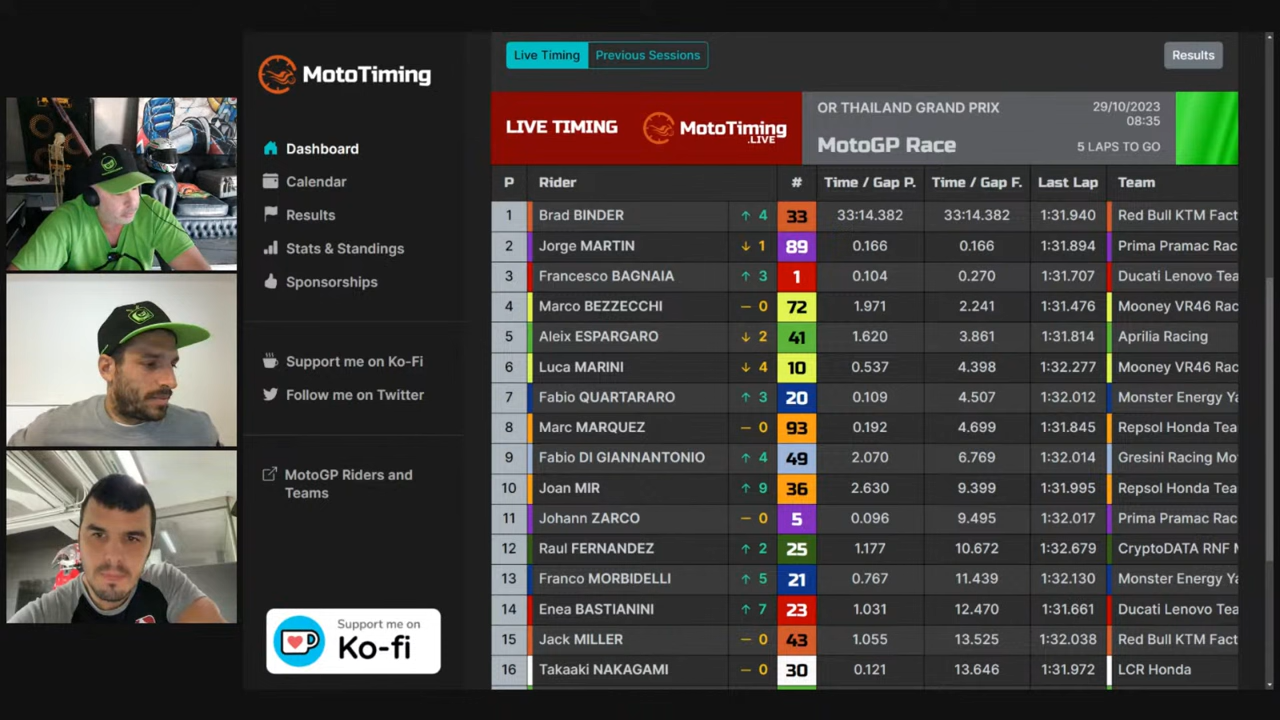 MotoTiming
Dashboard
Calendar
Results
Stats & Standings
Sponsorships
Support me on Ko-Fi
Follow me on Twitter
MotoGP Riders and
Teams
Support me on
Ko-fi
Live Timing Previous Sessions Results
LIVE TIMING MotoTiming .LIVE OR THAILAND GRAND PRIX 29/10/2023
08:35
MotoGP Race 5 LAPS TO GO
P Rider # Time / Gap P. Time / Gap F. Last Lap Team
1 Brad BINDER ↑ 4 33 33:14.382 33:14.382 1:31.940 Red Bull KTM Fact
2 Jorge MARTIN ↓ 1 89 0.166 0.166 1:31.894 Prima Pramac Rac
3 Francesco BAGNAIA ↑ 3 1 0.104 0.270 1:31.707 Ducati Lenovo Tea
4 Marco BEZZECCHI – 0 72 1.971 2.241 1:31.476 Mooney VR46 Rac
5 Aleix ESPARGARO ↓ 2 41 1.620 3.861 1:31.814 Aprilia Racing
6 Luca MARINI ↓ 4 10 0.537 4.398 1:32.277 Mooney VR46 Rac
7 Fabio QUARTARARO ↑ 3 20 0.109 4.507 1:32.012 Monster Energy Ya
8 Marc MARQUEZ – 0 93 0.192 4.699 1:31.845 Repsol Honda Tea
9 Fabio DI GIANNANTONIO ↑ 4 49 2.070 6.769 1:32.014 Gresini Racing Mo
10 Joan MIR ↑ 9 36 2.630 9.399 1:31.995 Repsol Honda Tea
11 Johann ZARCO – 0 5 0.096 9.495 1:32.017 Prima Pramac Rac
12 Raul FERNANDEZ ↑ 2 25 1.177 10.672 1:32.679 CryptoDATA RNF M
13 Franco MORBIDELLI ↑ 5 21 0.767 11.439 1:32.130 Monster Energy Ya
14 Enea BASTIANINI ↑ 7 23 1.031 12.470 1:31.661 Ducati Lenovo Tea
15 Jack MILLER – 0 43 1.055 13.525 1:32.038 Red Bull KTM Fact
16 Takaaki NAKAGAMI – 0 30 0.121 13.646 1:31.972 LCR Honda